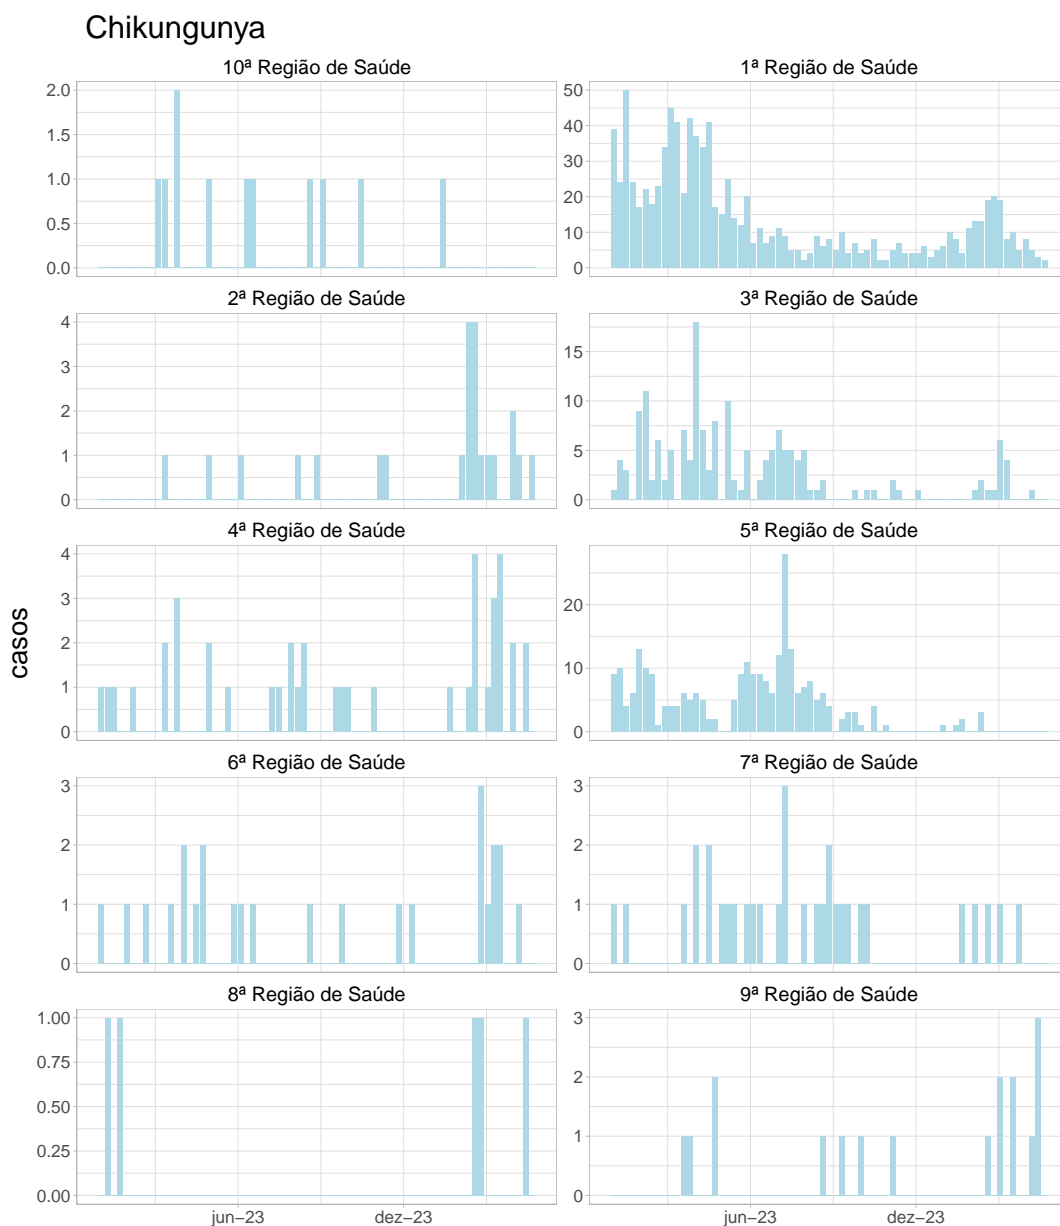 Chikungunya
10ª Região de Saúde
1ª Região de Saúde
2.0
1.5
1.0
0.5
0.0
50
40
30
20
10
0
2ª Região de Saúde
3ª Região de Saúde
4
3
2
1
0
15
10
5
0
4ª Região de Saúde
5ª Região de Saúde
4
3
2
1
0
20
10
0
casos
6ª Região de Saúde
7ª Região de Saúde
3
2
1
0
3
2
1
0
8ª Região de Saúde
9ª Região de Saúde
1.00
0.75
0.50
0.25
0.00
3
2
1
0
jun–23
dez–23
jun–23
dez–23